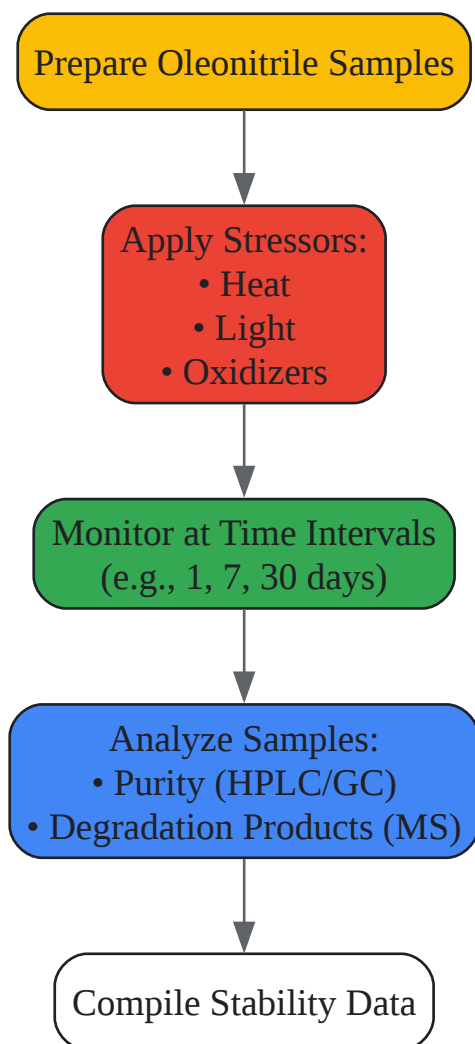 Prepare Oleonitrile Samples
Apply Stressors:
• Heat
• Light
• Oxidizers
Monitor at Time Intervals
(e.g., 1, 7, 30 days)
Analyze Samples:
• Purity (HPLC/GC)
• Degradation Products (MS)
Compile Stability Data